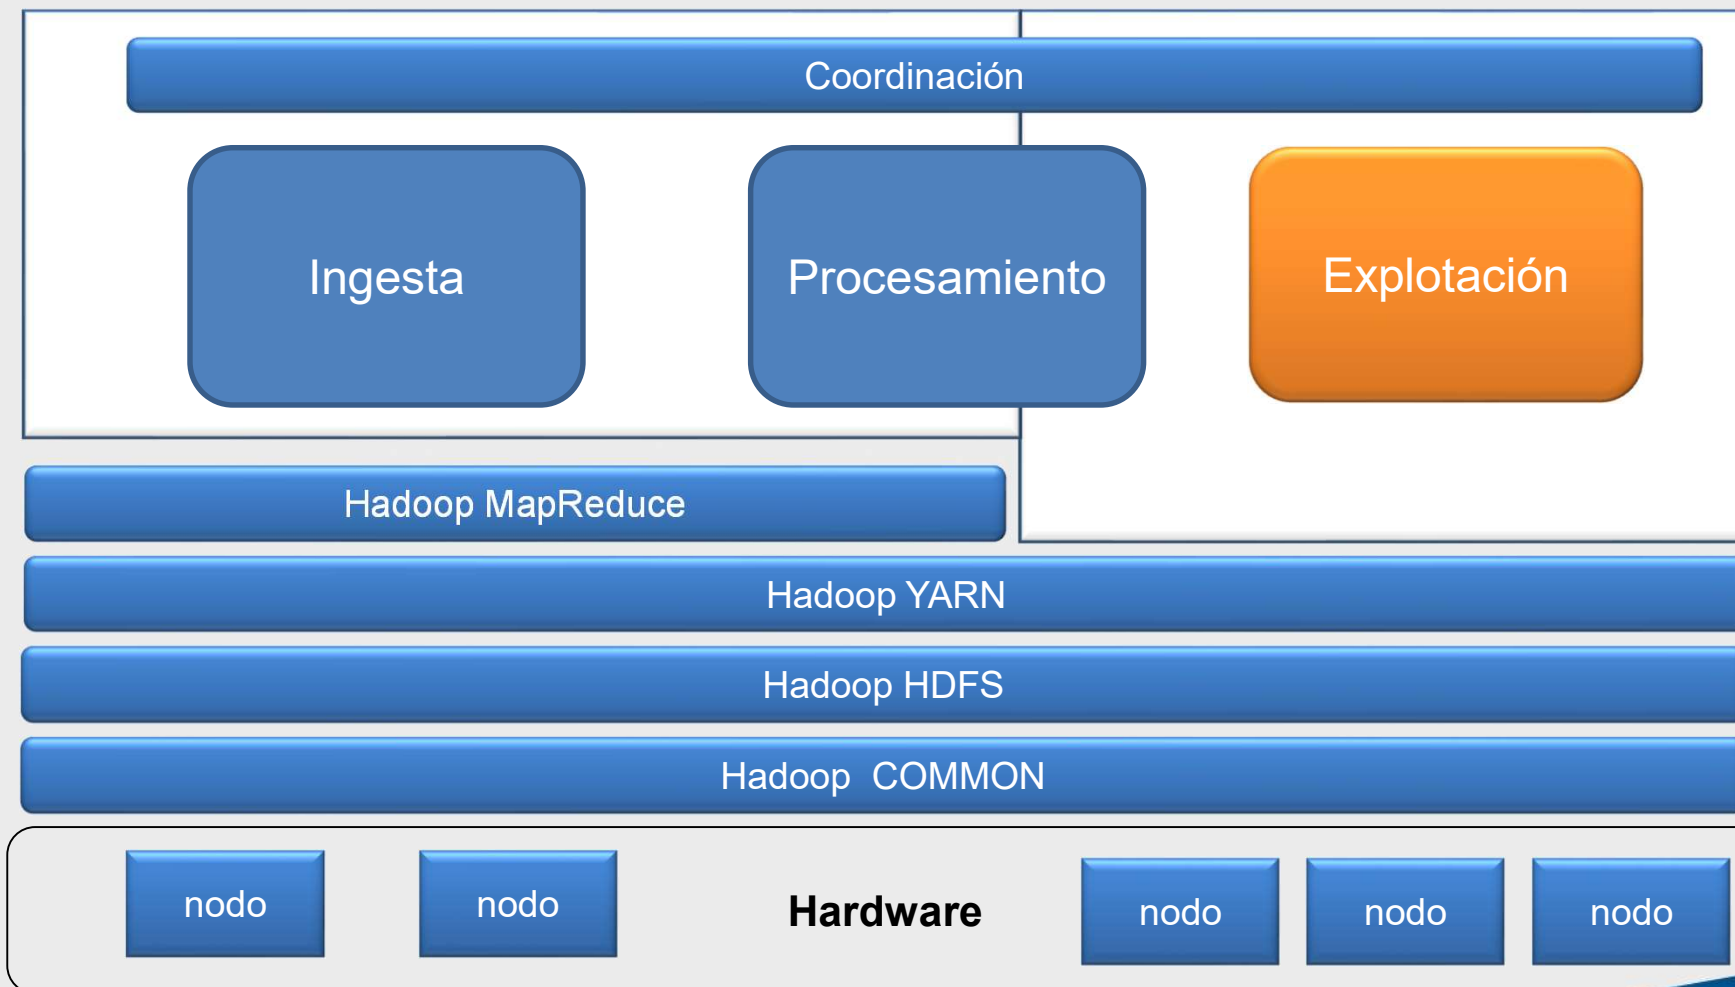 Coordinación
Ingesta
Procesamiento
Explotación
Hadoop MapReduce
Hadoop YARN
Hadoop HDFS
Hadoop COMMON
nodo
nodo
Hardware
nodo
nodo
nodo